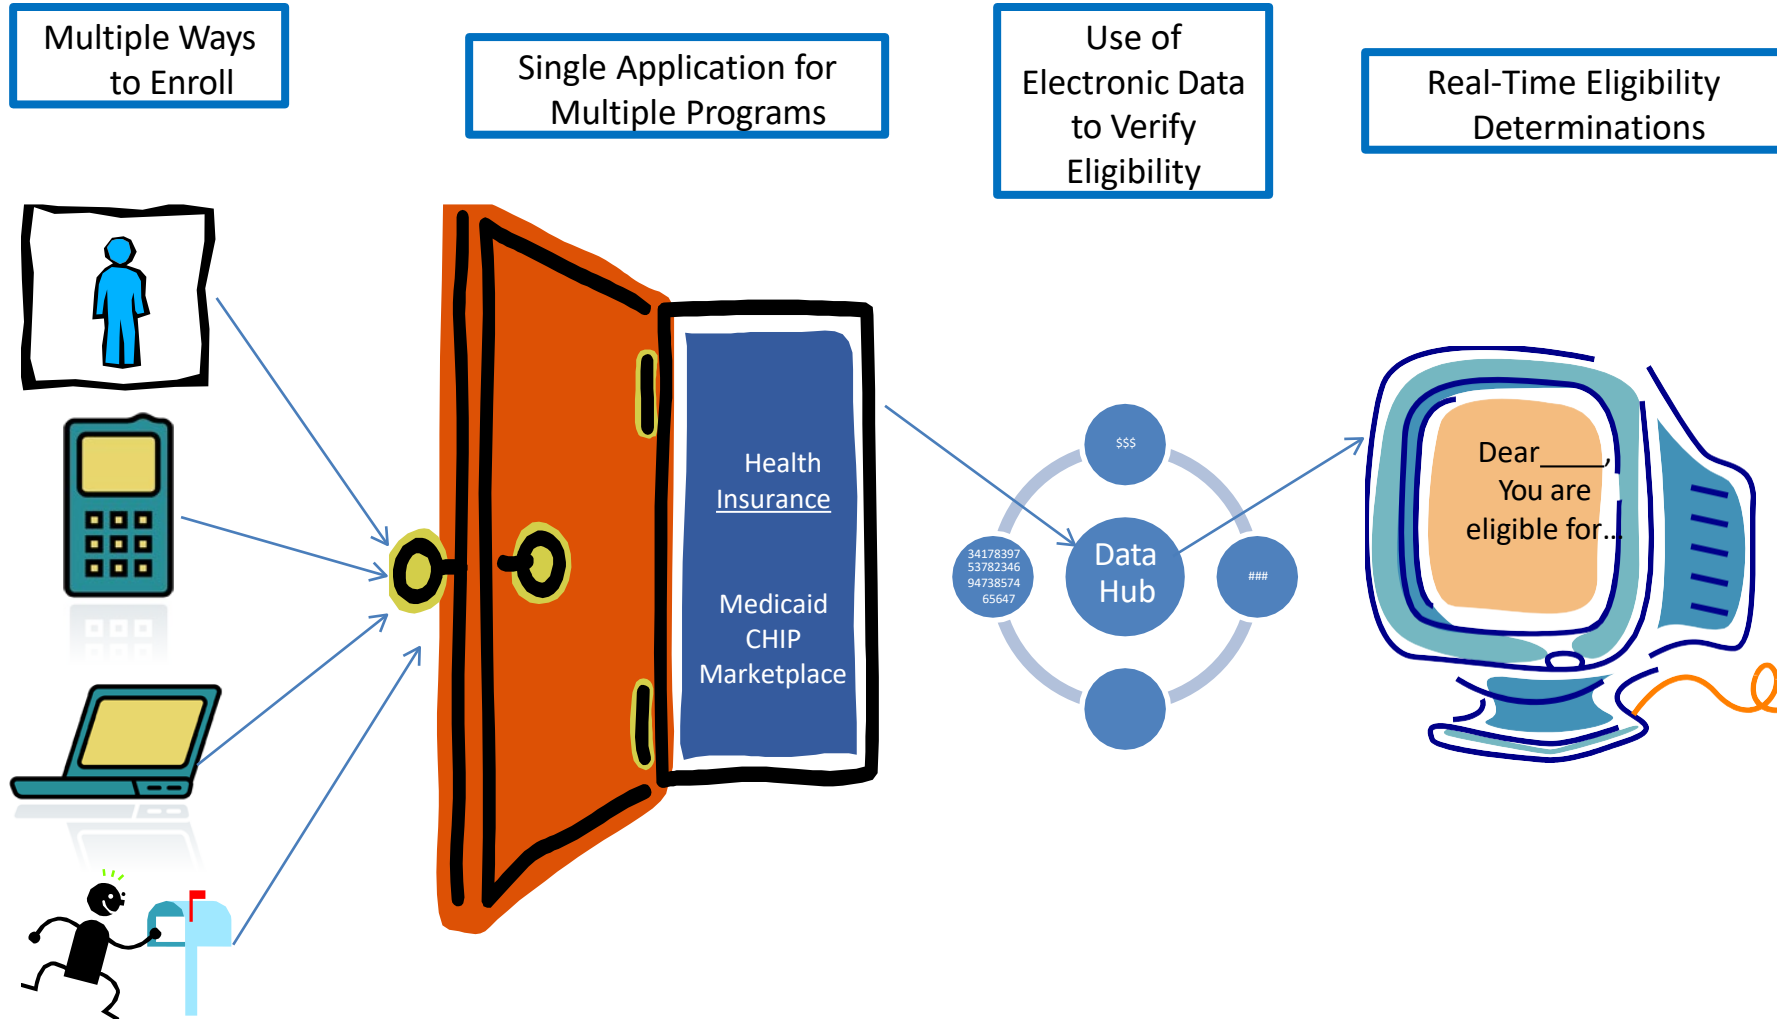 Multiple Ways
to Enroll
Single Application for
Multiple Programs
Use of
Electronic Data
to Verify
Eligibility
Real-Time Eligibility
Determinations
Health
Insurance
Medicaid
CHIP
Marketplace
$$$
34178397
53782346
94738574
65647
Data
Hub
###
Dear____,
You are
eligible for…